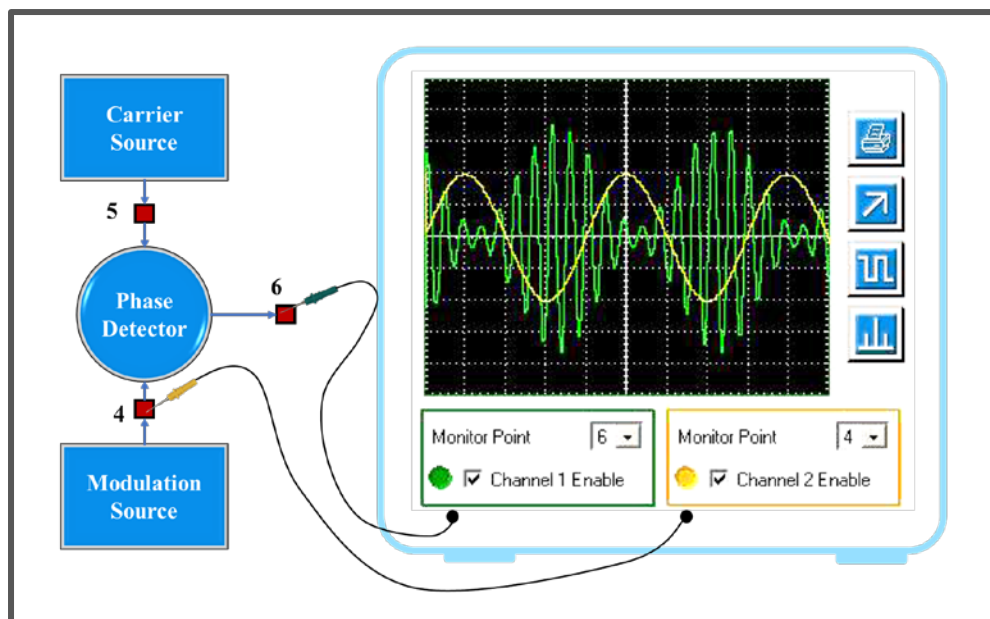 Carrier
Source
5
Phase
Detector
6
4
Modulation
Source
Monitor Point 6
Channel 1 Enable
Monitor Point 4
Channel 2 Enable